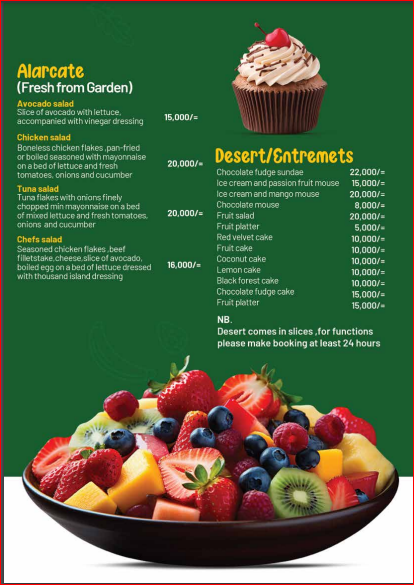 Alarcate
(Fresh from Garden)
Avocado salad
Slice of avocado with lettuce,
accompanied with vinegar dressing 15,000/=
Chicken salad
Boneless chicken flakes ,pan-fried
or boiled seasoned with mayonnaise
on a bed of lettuce and fresh
tomatoes, onions and cucumber 20,000/=
Tuna salad
Tuna flakes with onions finely
chopped min mayonnaise on a bed
of mixed lettuce and fresh tomatoes,
onions and cucumber 20,000/=
Chefs salad
Seasoned chicken flakes .beef
filletstake,cheese,slice of avocado,
boiled egg on a bed of lettuce dressed
with thousand island dressing 16,000/=
Desert/Entremets
Chocolate fudge sundae 22,000/=
Ice cream and passion fruit mouse 15,000/=
Ice cream and mango mouse 20,000/=
Chocolate mouse 8,000/=
Fruit salad 20,000/=
Fruit platter 5,000/=
Red velvet cake 10,000/=
Fruit cake 10,000/=
Coconut cake 10,000/=
Lemon cake 10,000/=
Black forest cake 10,000/=
Chocolate fudge cake 15,000/=
Fruit platter 15,000/=
NB.
Desert comes in slices ,for functions
please make booking at least 24 hours